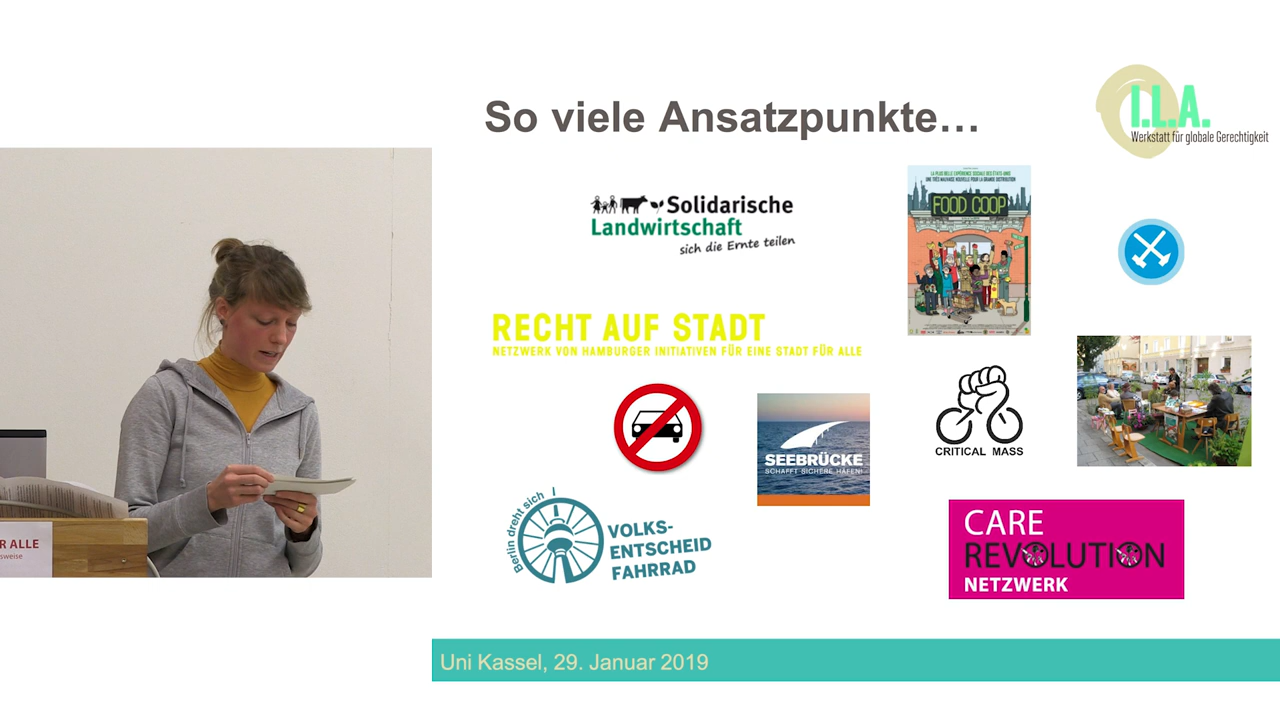 So viele Ansatzpunkte…
I.L.A.
Werkstatt für globale Gerechtigkeit
Solidarische
Landwirtschaft
sich die Ernte teilen
LA PLUS BELLE EXPÉRIENCE SOCIALE DES ÉTATS-UNIS
UNE TRÈS MAUVAISE NOUVELLE POUR LA GRANDE DISTRIBUTION
FOOD COOP
RECHT AUF STADT
NETZWERK VON HAMBURGER INITIATIVEN FÜR EINE STADT FÜR ALLE
SEEBRÜCKE
SCHAFFT SICHERE HÄFEN!
CRITICAL MASS
Berlin dreht sich
VOLKS-
ENTSCHEID
FAHRRAD
CARE
REVOLUTION
NETZWERK
R ALLE
sweise
Uni Kassel, 29. Januar 2019